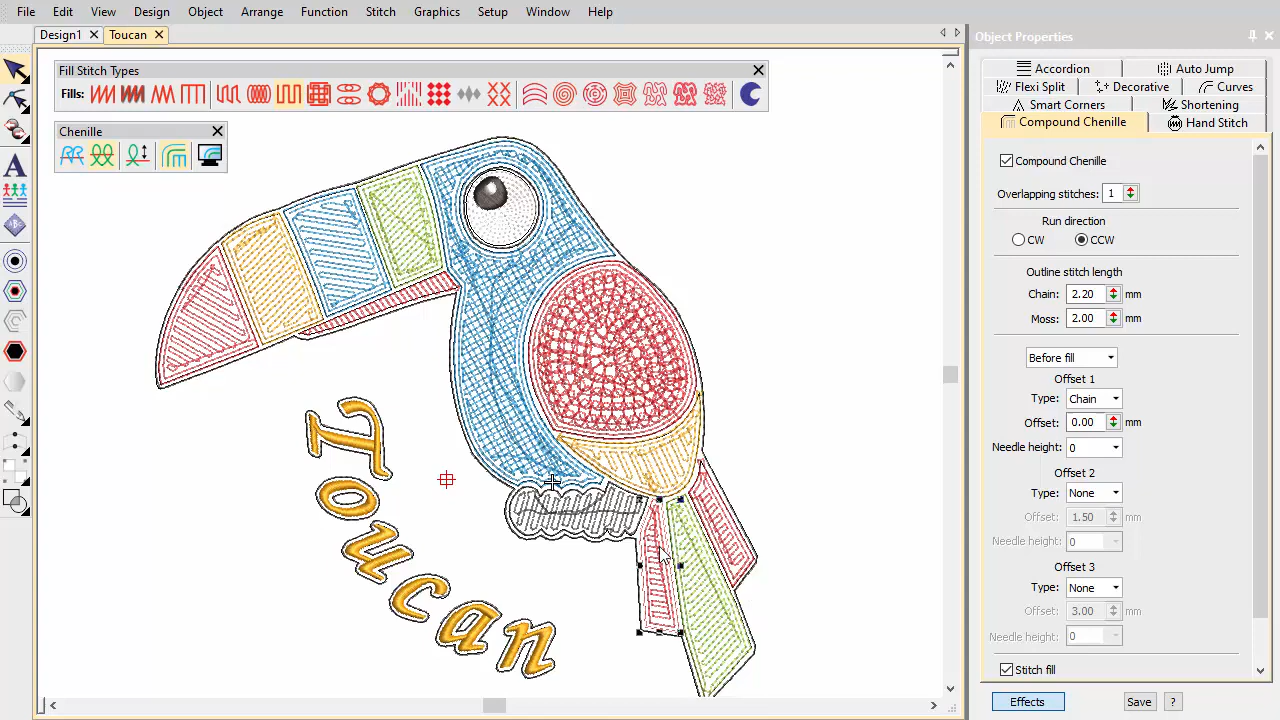 File Edit View Design Object Arrange Function Stitch Graphics Setup Window Help
Design1 Toucan
Object Properties
Fill Stitch Types
Fills:
Chenille
Accordion Auto Jump
Flexi Split Decorative Curves
Smart Corners Shortening
Compound Chenille Hand Stitch
Compound Chenille
Overlapping stitches: 1
Run direction
CW CCW
Outline stitch length
Chain: 2.20 mm
Moss: 2.00 mm
Before fill
Offset 1
Type: Chain
Offset: 0.00 mm
Needle height: 0
Offset 2
Type: None
Offset: 1.50 mm
Needle height: 0
Offset 3
Type: None
Offset: 3.00 mm
Needle height: 0
Stitch fill
Effects Save ?
A
ABC
Toucan